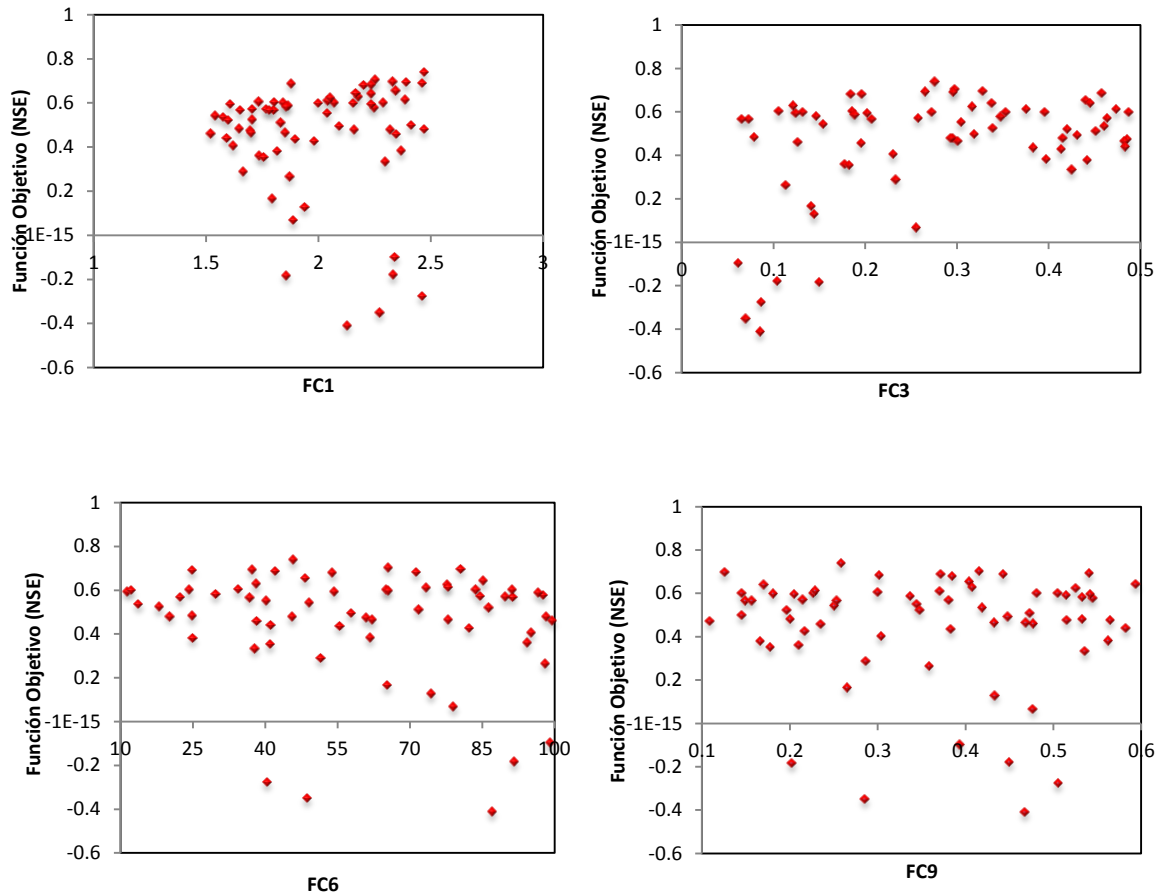 Función Objetivo (NSE)
1
0.8
0.6
0.4
0.2
-1E-15
-0.2
-0.4
-0.6
1 1.5 2 2.5 3
FC1
Función Objetivo (NSE)
1
0.8
0.6
0.4
0.2
-1E-15
-0.2
-0.4
-0.6
0 0.1 0.2 0.3 0.4 0.5
FC3
Función Objetivo (NSE)
1
0.8
0.6
0.4
0.2
-1E-15
-0.2
-0.4
-0.6
10 25 40 55 70 85 100
FC6
Función Objetivo (NSE)
1
0.8
0.6
0.4
0.2
-1E-15
-0.2
-0.4
-0.6
0.1 0.2 0.3 0.4 0.5 0.6
FC9